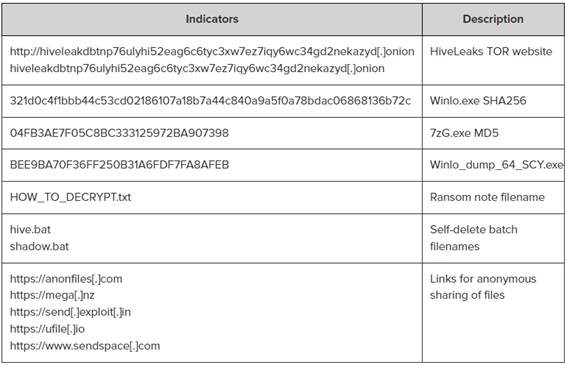 Indicators Description
http://hiveleakdbtnp76ulyhi52eag6c6tyc3xw7ez7iqy6wc34gd2nekazyd[.]onion HiveLeaks TOR website
hiveleakdbtnp76ulyhi52eag6c6tyc3xw7ez7iqy6wc34gd2nekazyd[.]onion
321d0c4f1bbb44c53cd02186107a18b7a44c840a9a5f0a78bdac06868136b72c Winlo.exe SHA256
04FB3AE7F05C8BC333125972BA907398 7zG.exe MD5
BEE9BA70F36FF250B31A6FDF7FA8AFEB Winlo_dump_64_SCY.exe
HOW_TO_DECRYPT.txt Ransom note filename
hive.bat Self-delete batch
shadow.bat filenames
https://anonfiles[.]com Links for anonymous
https://mega[.]nz sharing of files
https://send[.]exploit[.]in
https://ufile[.]io
https://www.sendspace[.]com